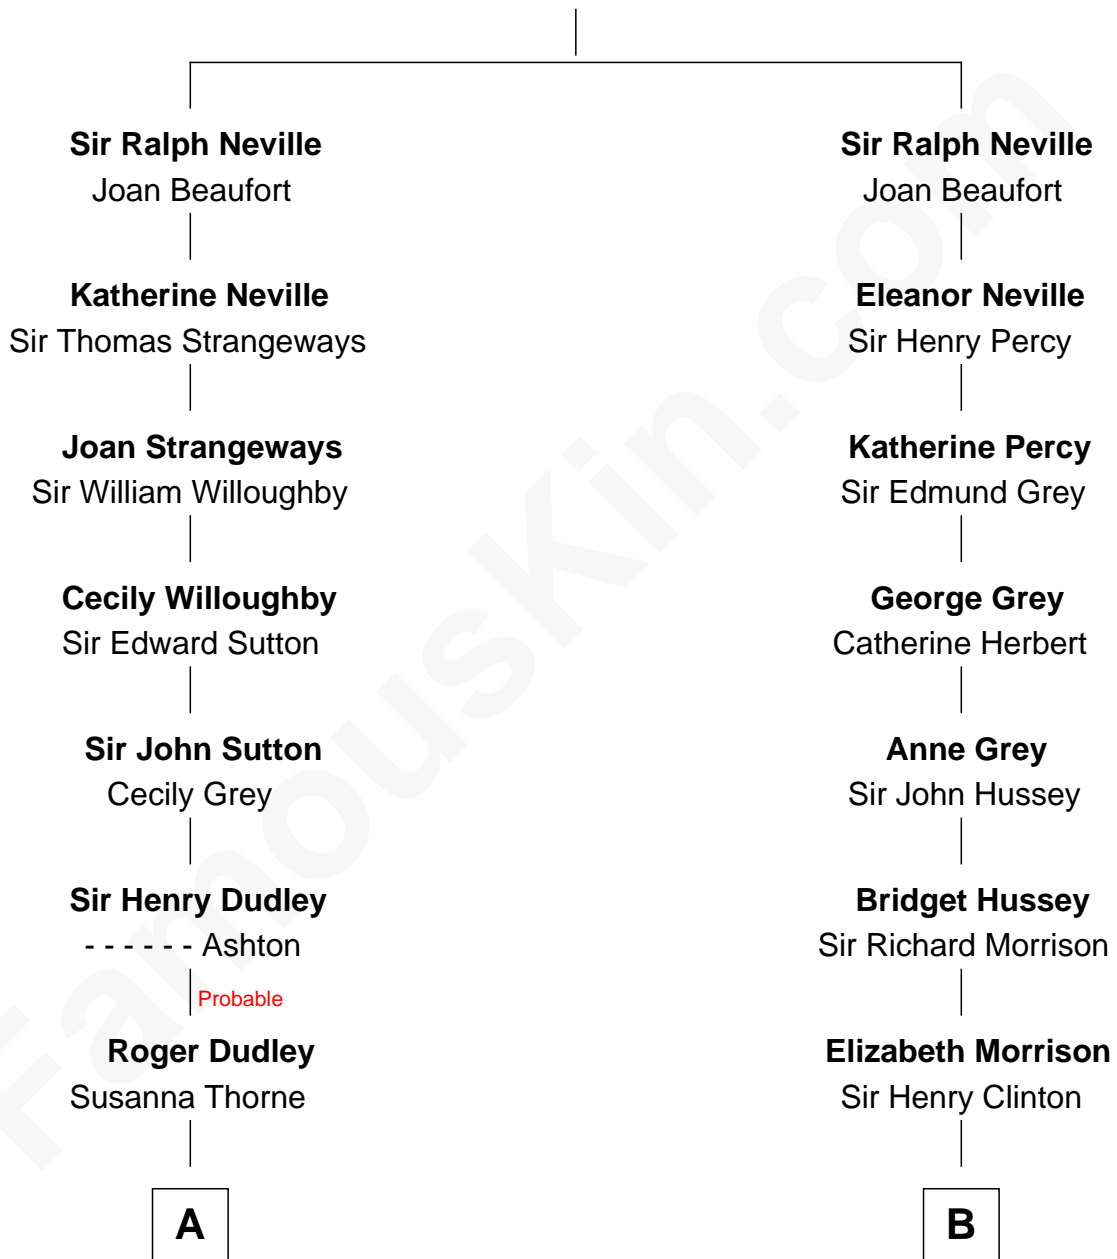 Sir Ralph Neville
Joan Beaufort
Katherine Neville
Sir Thomas Strangeways
Joan Strangeways
Sir William Willoughby
Cecily Willoughby
Sir Edward Sutton
Sir John Sutton
Cecily Grey
Sir Henry Dudley
- - - - - - Ashton
Probable
Roger Dudley
Susanna Thorne
A
Sir Ralph Neville
Joan Beaufort
Eleanor Neville
Sir Henry Percy
Katherine Percy
Sir Edmund Grey
George Grey
Catherine Herbert
Anne Grey
Sir John Hussey
Bridget Hussey
Sir Richard Morrison
Elizabeth Morrison
Sir Henry Clinton
B
FamousKin.com